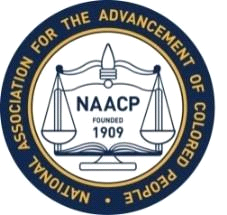 NATIONAL ASSOCIATION FOR THE ADVANCEMENT OF COLORED PEOPLE
NAACP
FOUNDED
1909